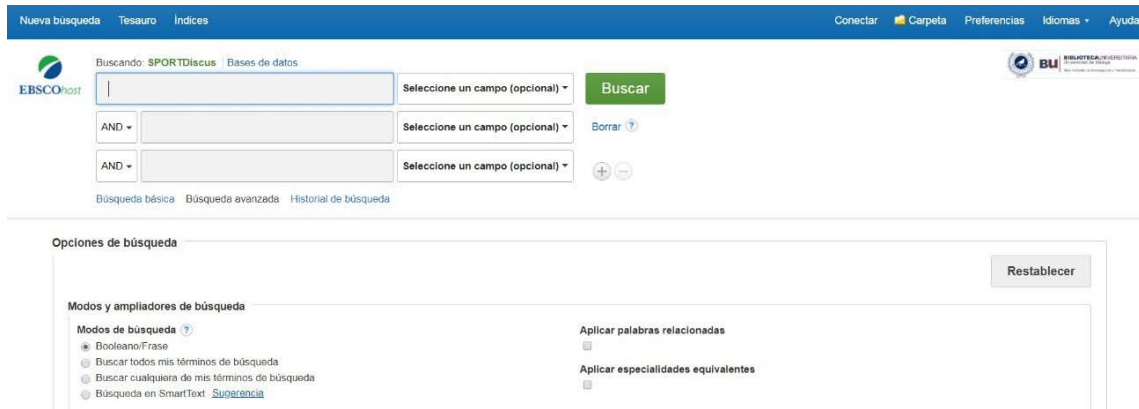 Nueva búsqueda Tesauro Índices Conectar Carpeta Preferencias Idiomas Ayuda
Buscando: SPORTDiscus Bases de datos
EBSCOhost
Seleccione un campo (opcional) Buscar
BU BIBLIOTECA UNIVERSITARIA
AND Seleccione un campo (opcional) Borrar ?
AND Seleccione un campo (opcional) + −
Búsqueda básica Búsqueda avanzada Historial de búsqueda
Opciones de búsqueda
Restablecer
Modos y ampliadores de búsqueda
Modos de búsqueda ?
Booleano/Frase
Buscar todos mis términos de búsqueda
Buscar cualquiera de mis términos de búsqueda
Búsqueda en SmartText Sugerencia
Aplicar palabras relacionadas
Aplicar especialidades equivalentes